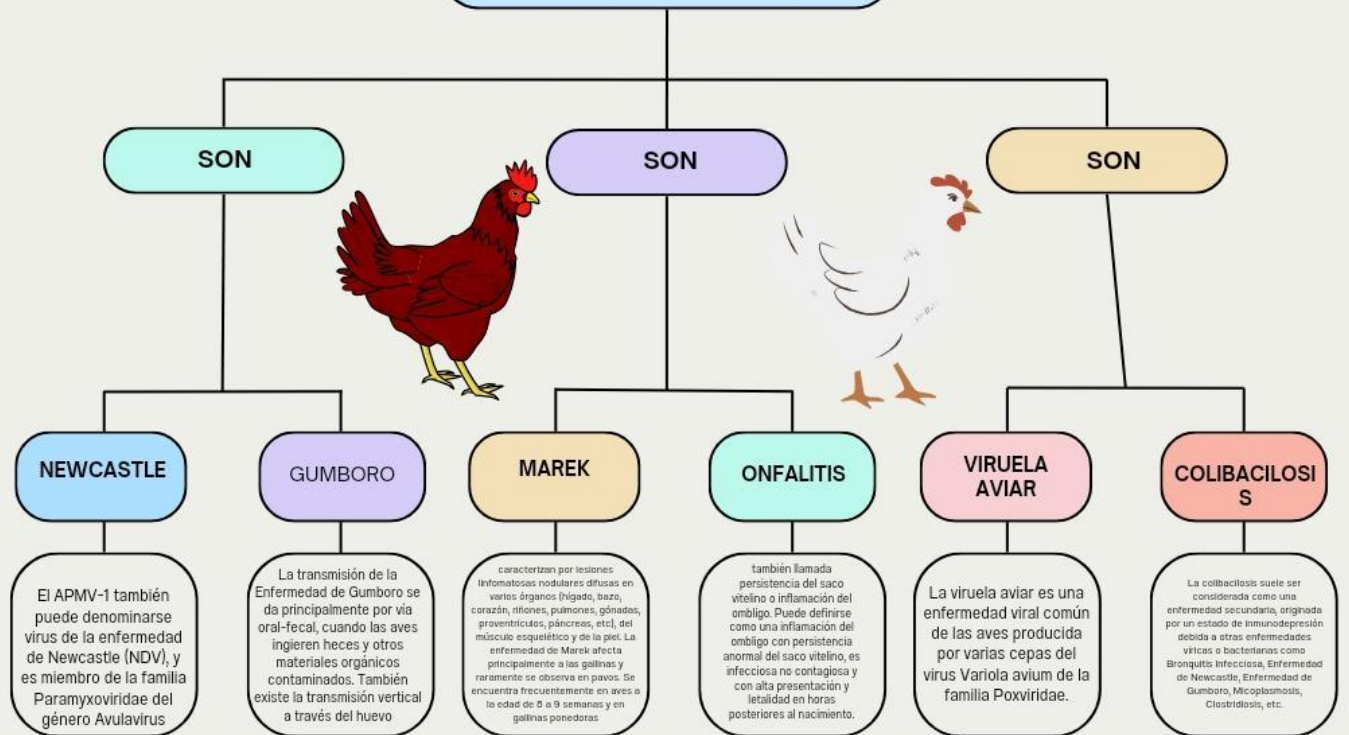 SON
SON
SON
NEWCASTLE
GUMBORO
MAREK
ONFALITIS
VIRUELA
AVIAR
COLIBACILOSI
S
El APMV-1 también
puede denominarse
virus de la enfermedad
de Newcastle (NDV), y
es miembro de la familia
Paramyxoviridae del
género Avulavirus
La transmisión de la
Enfermedad de Gumboro se
da principalmente por vía
oral-fecal, cuando las aves
ingieren heces y otros
materiales orgánicos
contaminados. También
existe la transmisión vertical
a través del huevo
caracterizan por lesiones
linfomatosas nodulares difusas en
varios órganos (hígado, bazo,
corazón, riñones, pulmones, gónadas,
proventrículos, páncreas, etc), del
músculo esquelético y de la piel. La
enfermedad de Marek afecta
principalmente a las gallinas y
raramente se observa en pavos. Se
encuentra frecuentemente en aves a
la edad de 8 a 9 semanas y en
gallinas ponedoras
también llamada
persistencia del saco
vitelino o inflamación del
ombligo. Puede definirse
como una inflamación del
ombligo con persistencia
anormal del saco vitelino, es
infecciosa no contagiosa y
con alta presentación y
letalidad en horas
posteriores al nacimiento.
La viruela aviar es una
enfermedad viral común
de las aves producida
por varias cepas del
virus Variola avium de la
familia Poxviridae.
La colibacilosis suele ser
considerada como una
enfermedad secundaria, originada
por un estado de inmunodepresión
debida a otras enfermedades
víricas o bacterianas como
Bronquitis Infecciosa, Enfermedad
de Newcastle, Enfermedad de
Gumboro, Micoplasmosis,
Clostridiosis, etc.